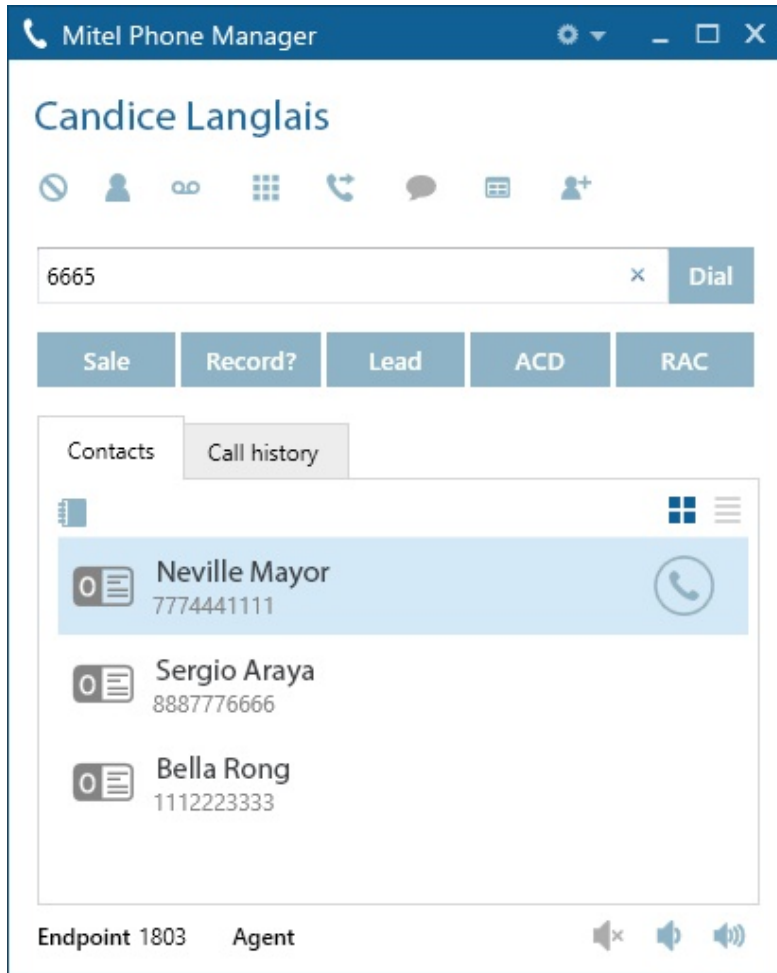 Mitel Phone Manager
Candice Langlais
6665 Dial
Sale Record? Lead ACD RAC
Contacts Call history
Neville Mayor
7774441111
Sergio Araya
8887776666
Bella Rong
1112223333
Endpoint 1803 Agent